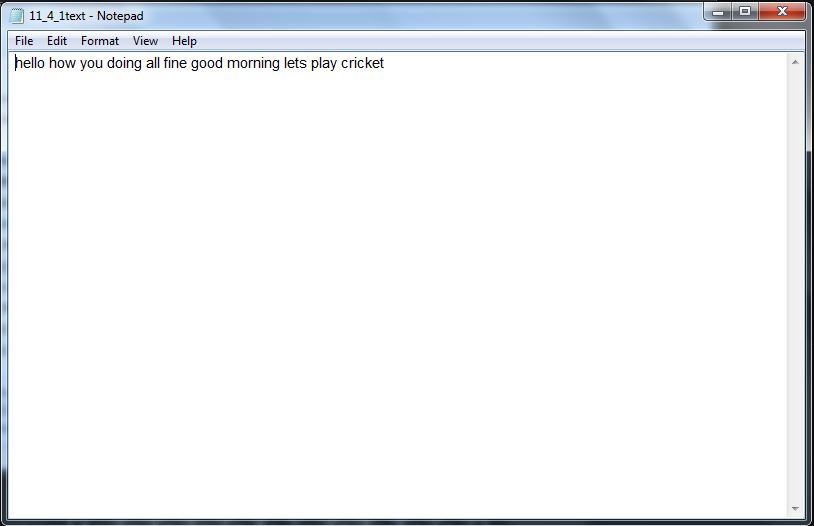 11_4_1text - Notepad
File Edit Format View Help
hello how you doing all fine good morning lets play cricket